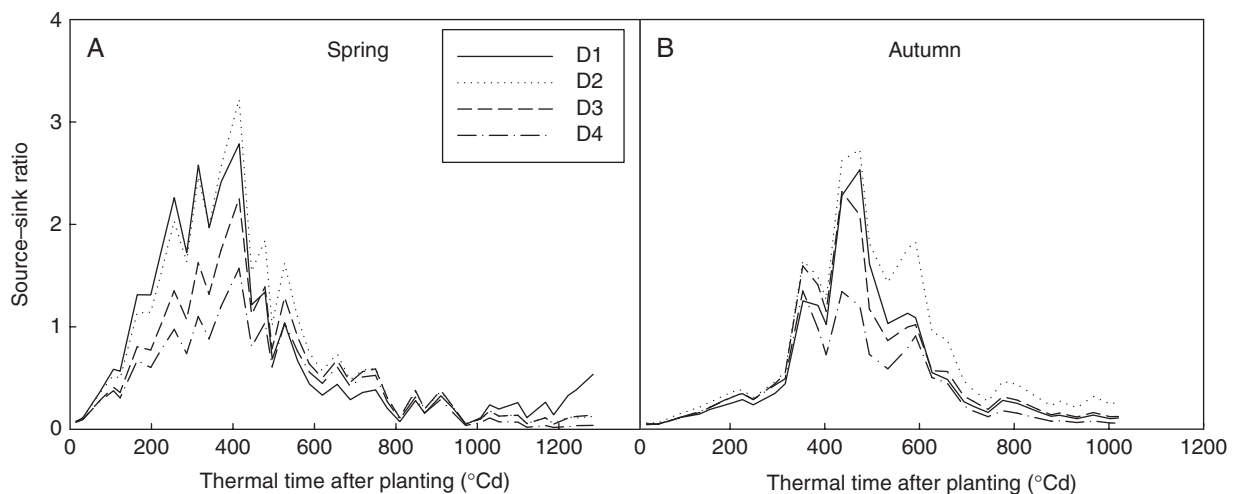 4
3
2
1
0
Source–sink ratio
A
Spring
D1
D2
D3
D4
0
200
400
600
800
1000
1200
Thermal time after planting (°Cd)
B
Autumn
0
200
400
600
800
1000
1200
Thermal time after planting (°Cd)